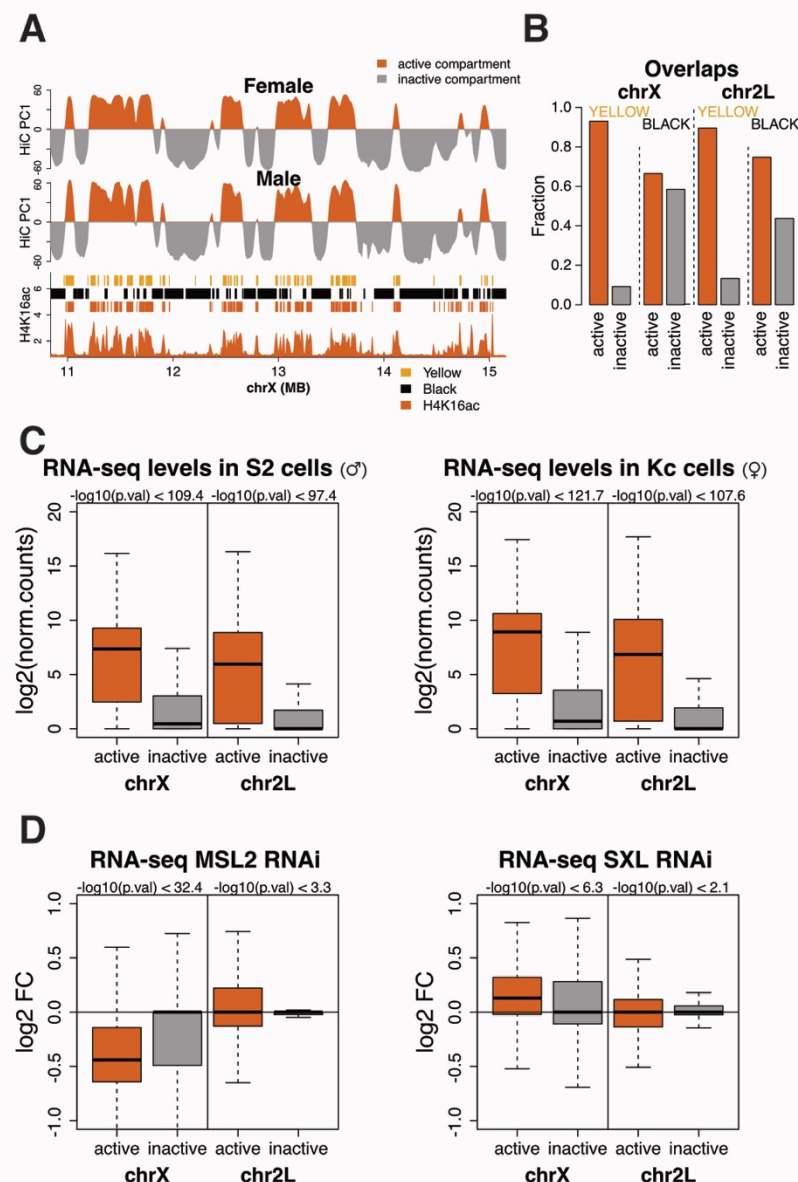 A
active compartment
inactive compartment
Female
60
0
-60
HiC PC1
Male
60
0
-60
HiC PC1
6
4
2
H4K16ac
11 12 13 14 15
chrX (MB)
Yellow
Black
H4K16ac
B
Overlaps
chrX chr2L
YELLOW YELLOW
BLACK BLACK
1.0
0.8
0.6
0.4
0.2
0.0
Fraction
active inactive active inactive active inactive active inactive
C
RNA-seq levels in S2 cells (♂)
-log10(p.val) < 109.4 -log10(p.val) < 97.4
20
15
10
5
0
log2(norm.counts)
active inactive active inactive
chrX chr2L
RNA-seq levels in Kc cells (♀)
-log10(p.val) < 121.7 -log10(p.val) < 107.6
20
15
10
5
0
log2(norm.counts)
active inactive active inactive
chrX chr2L
D
RNA-seq MSL2 RNAi
-log10(p.val) < 32.4 -log10(p.val) < 3.3
1.0
0.5
0.0
-0.5
-1.0
log2 FC
active inactive active inactive
chrX chr2L
RNA-seq SXL RNAi
-log10(p.val) < 6.3 -log10(p.val) < 2.1
1.0
0.5
0.0
-0.5
-1.0
log2 FC
active inactive active inactive
chrX chr2L